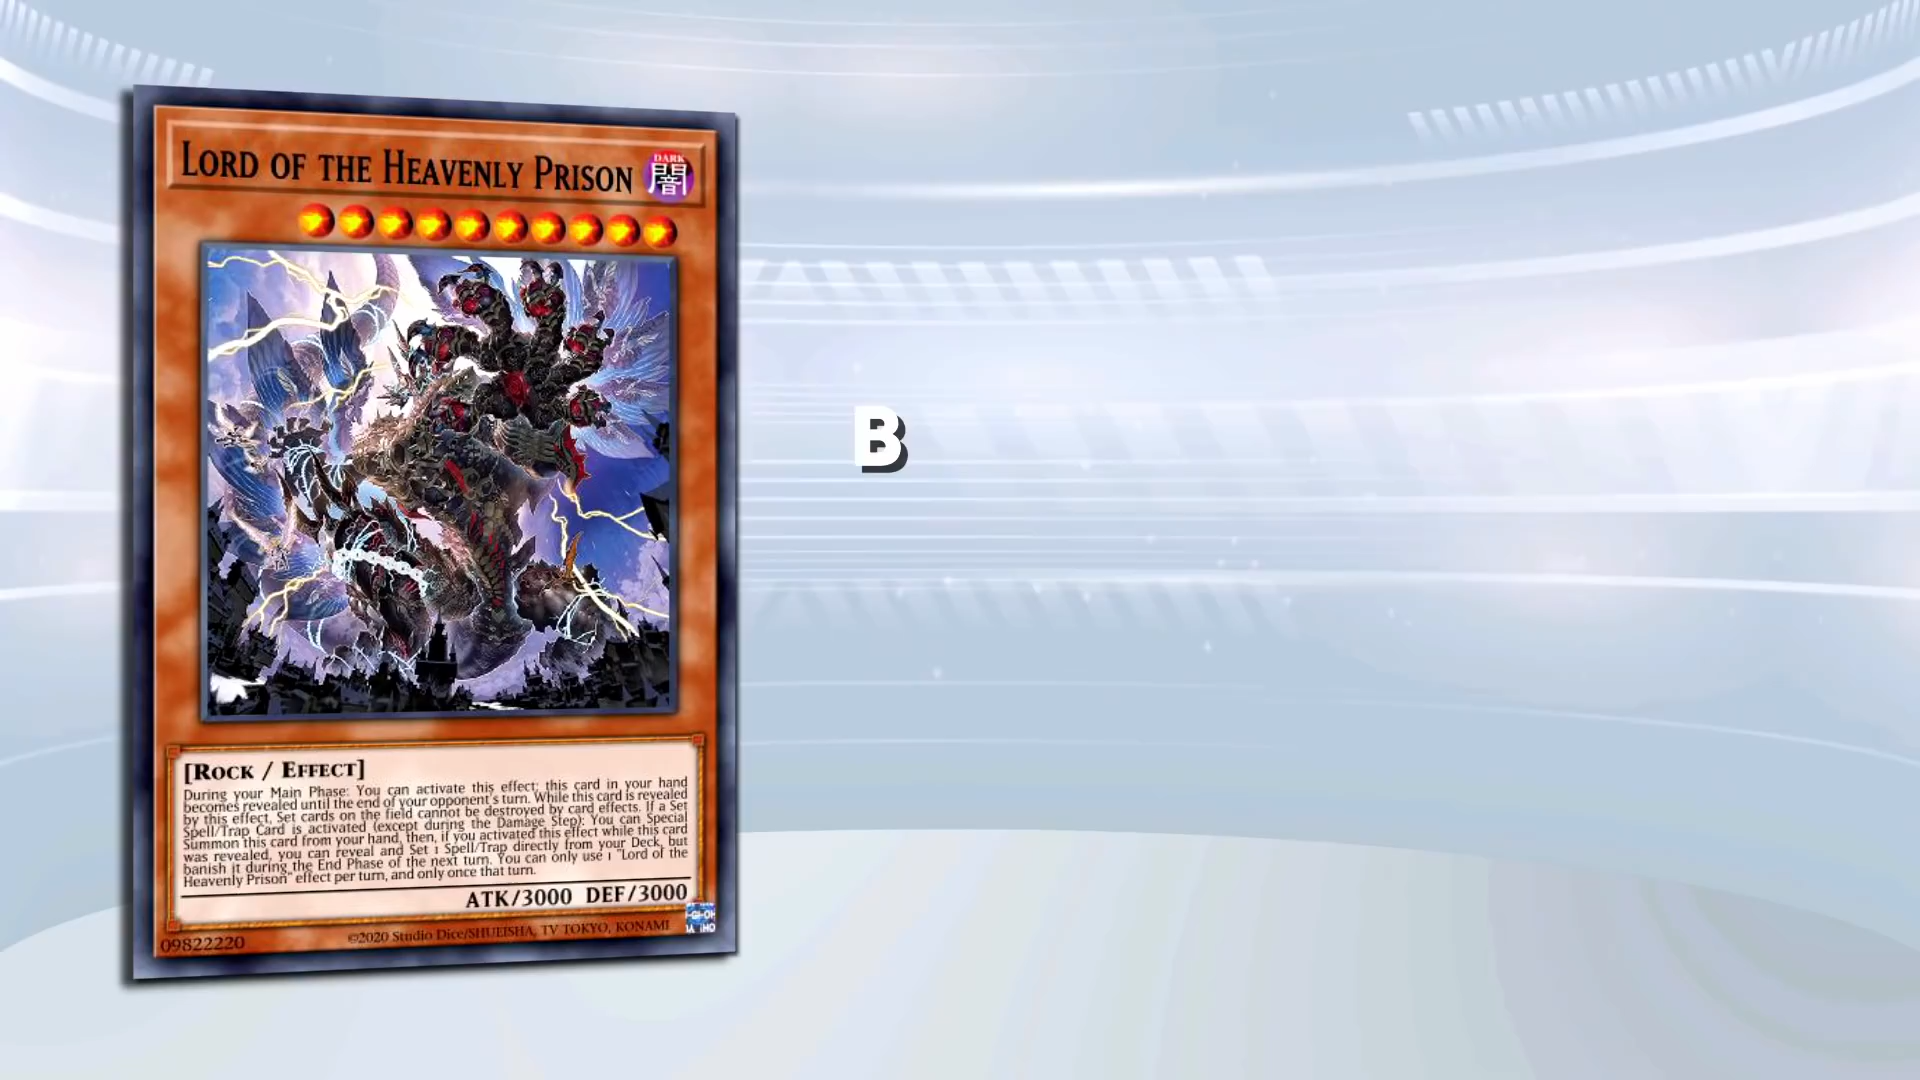 LORD OF THE HEAVENLY PRISON
DARK
闇
B
[ROCK / EFFECT]
During your Main Phase: You can activate this effect; this card in your hand
becomes revealed until the end of your opponent's turn. While this card is revealed
by this effect, Set cards on the field cannot be destroyed by card effects. If a Set
Spell/Trap Card is activated (except during the Damage Step): You can Special
Summon this card from your hand, then, if you activated this effect while this card
was revealed, you can reveal and Set 1 Spell/Trap directly from your Deck, but
banish it during the End Phase of the next turn. You can only use 1 "Lord of the
Heavenly Prison" effect per turn, and only once that turn.
ATK/3000 DEF/3000
09822220
©2020 Studio Dice/SHUEISHA, TV TOKYO, KONAMI